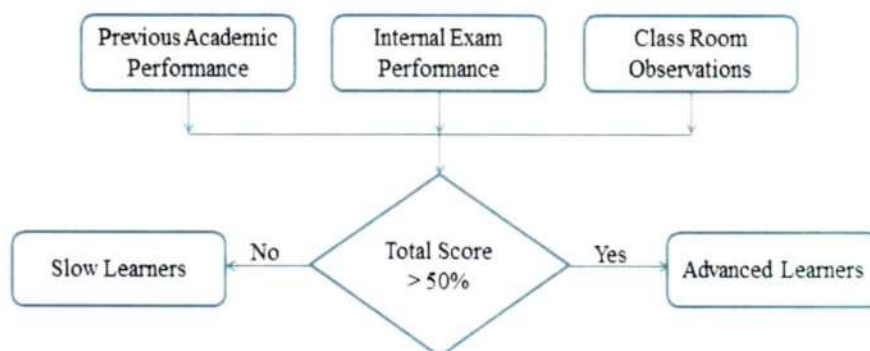 Previous Academic
Performance
Internal Exam
Performance
Class Room
Observations
No
Yes
Slow Learners
Total Score
> 50%
Advanced Learners